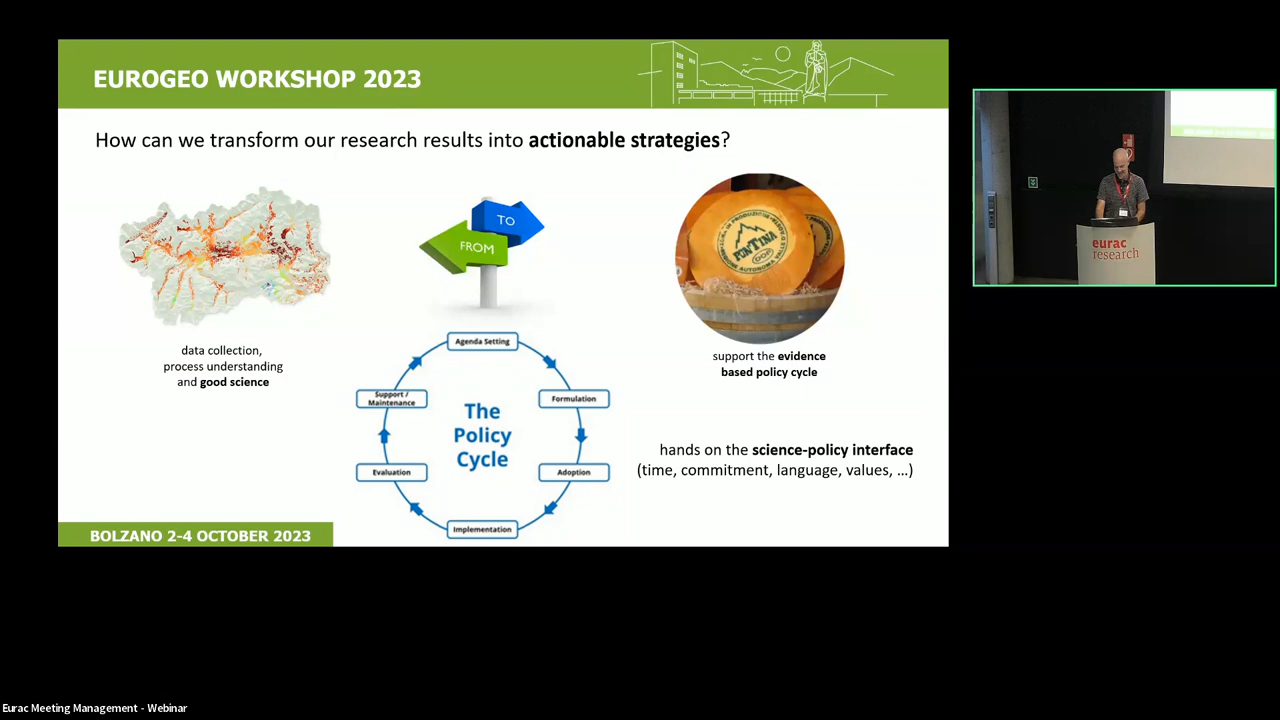 EUROGEO WORKSHOP 2023
How can we transform our research results into actionable strategies?
TO
FROM
FONTINA
DOP
data collection,
process understanding
and good science
support the evidence
based policy cycle
The
Policy
Cycle
Agenda Setting
Formulation
Adoption
Implementation
Evaluation
Support /
Maintenance
hands on the science-policy interface
(time, commitment, language, values, ...)
BOLZANO 2-4 OCTOBER 2023
eurac
research
Eurac Meeting Management - Webinar